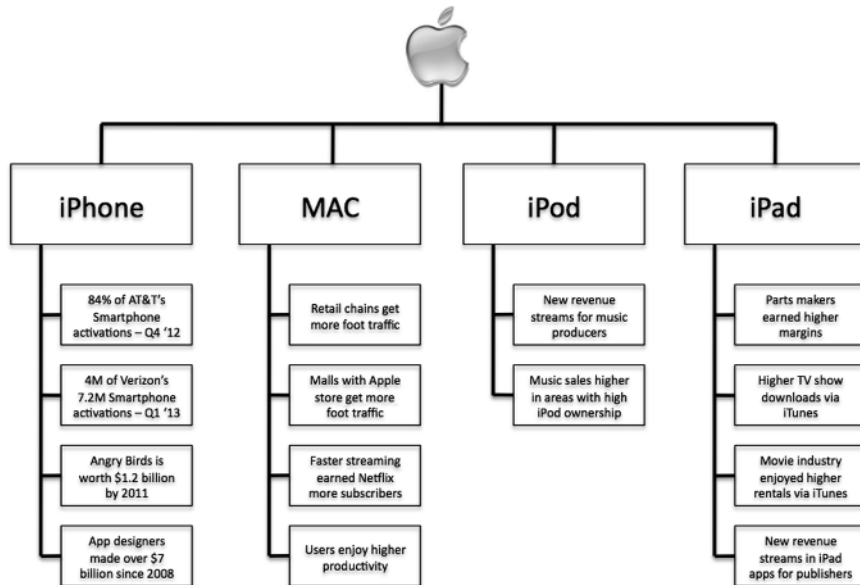 iPhone
MAC
iPod
iPad
84% of AT&T's
Smartphone
activations – Q4 '12
4M of Verizon's
7.2M Smartphone
activations – Q1 '13
Angry Birds is
worth $1.2 billion
by 2011
App designers
made over $7
billion since 2008
Retail chains get
more foot traffic
Malls with Apple
store get more
foot traffic
Faster streaming
earned Netflix
more subscribers
Users enjoy higher
productivity
New revenue
streams for music
producers
Music sales higher
in areas with high
iPod ownership
Parts makers
earned higher
margins
Higher TV show
downloads via
iTunes
Movie industry
enjoyed higher
rentals via iTunes
New revenue
streams in iPad
apps for publishers